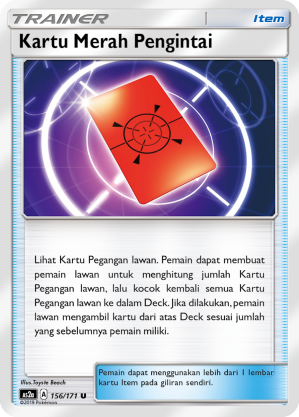 TRAINER Item
Kartu Merah Pengintai
Lihat Kartu Pegangan lawan. Pemain dapat membuat
pemain lawan untuk menghitung jumlah Kartu
Pegangan lawan, lalu kocok kembali semua Kartu
Pegangan lawan ke dalam Deck. Jika dilakukan, pemain
lawan mengambil kartu dari atas Deck sesuai jumlah
yang sebelumnya pemain miliki.
Illus. Toyste Beach
AS2a A 156/171 U
©2019 Pokémon
Pemain dapat menggunakan lebih dari 1 lembar
kartu Item pada giliran sendiri.